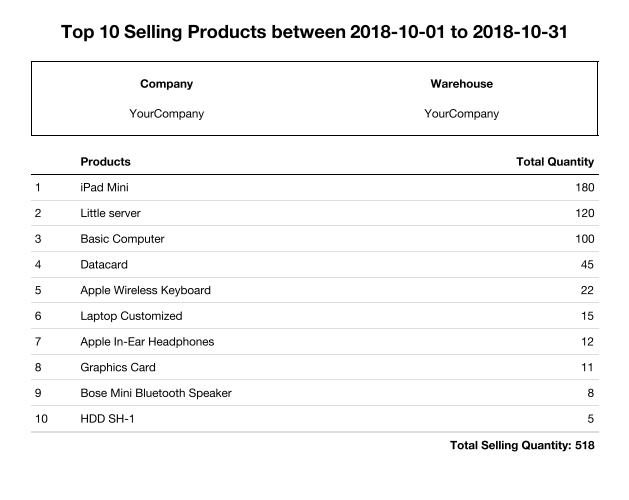 Top 10 Selling Products between 2018-10-01 to 2018-10-31
Company Warehouse
YourCompany YourCompany
Products Total Quantity
1 iPad Mini 180
2 Little server 120
3 Basic Computer 100
4 Datacard 45
5 Apple Wireless Keyboard 22
6 Laptop Customized 15
7 Apple In-Ear Headphones 12
8 Graphics Card 11
9 Bose Mini Bluetooth Speaker 8
10 HDD SH-1 5
Total Selling Quantity: 518